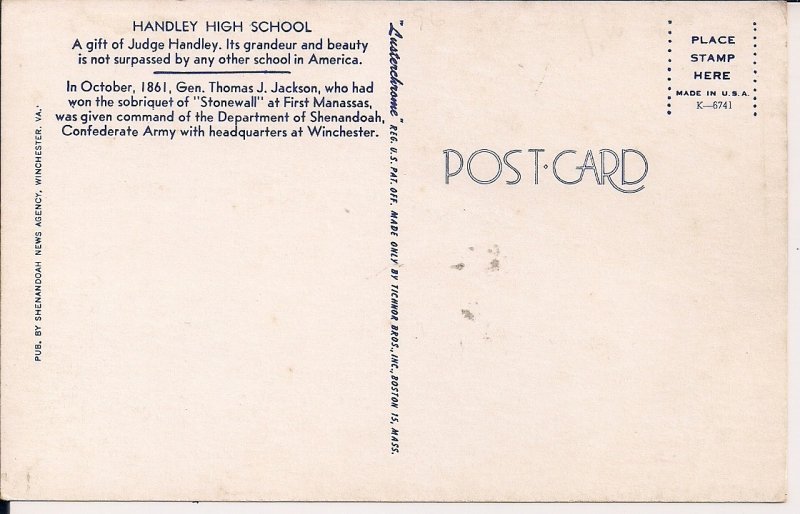 HANDLEY HIGH SCHOOL
A gift of Judge Handley. Its grandeur and beauty
is not surpassed by any other school in America.
In October, 1861, Gen. Thomas J. Jackson, who had
won the sobriquet of "Stonewall" at First Manassas,
was given command of the Department of Shenandoah,
Confederate Army with headquarters at Winchester.
PUB. BY SHENANDOAH NEWS AGENCY, WINCHESTER, VA.
"Lusterchrome" REG. U.S. PAT. OFF. MADE ONLY BY TICHNOR BROS., INC., BOSTON 15, MASS.
POST·CARD
PLACE
STAMP
HERE
MADE IN U.S.A.
K—6741